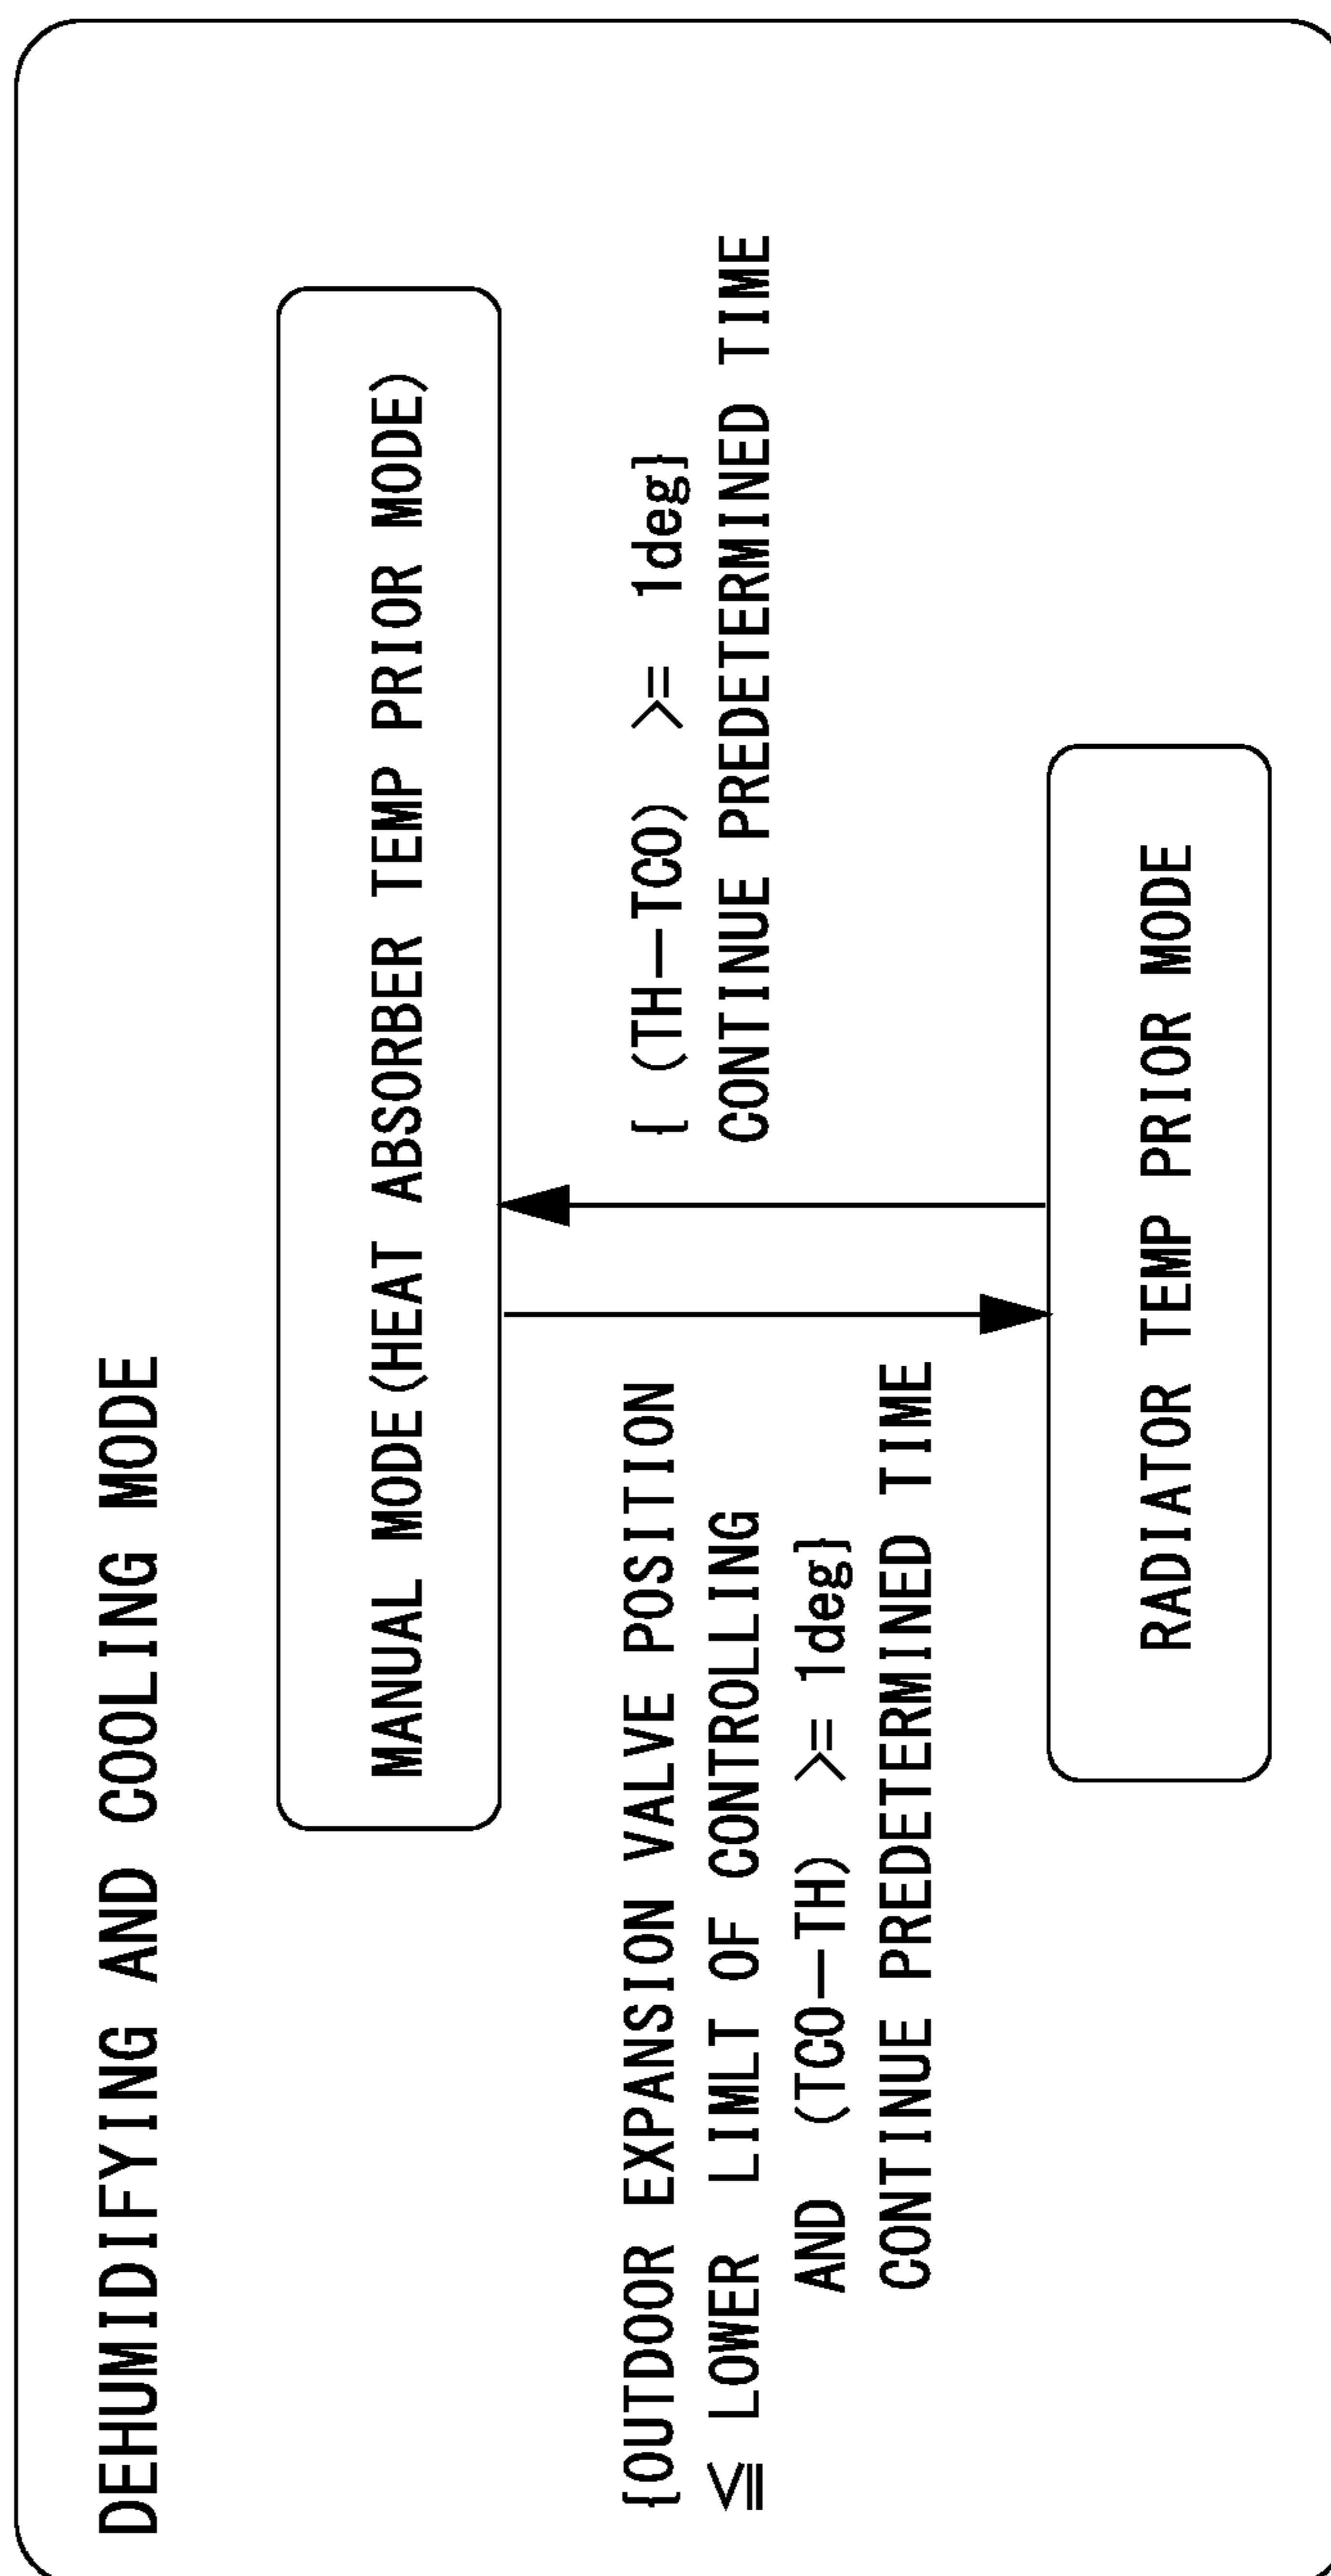 DEHUMIDIFYING AND COOLING MODE
MANUAL MODE(HEAT ABSORBER TEMP PRIOR MODE)
{OUTDOOR EXPANSION VALVE POSITION
≦ LOWER LIMLT OF CONTROLLING
AND (TCO—TH) >= 1deg}
CONTINUE PREDETERMINED TIME
{ (TH—TCO) >= 1deg}
CONTINUE PREDETERMINED TIME
RADIATOR TEMP PRIOR MODE